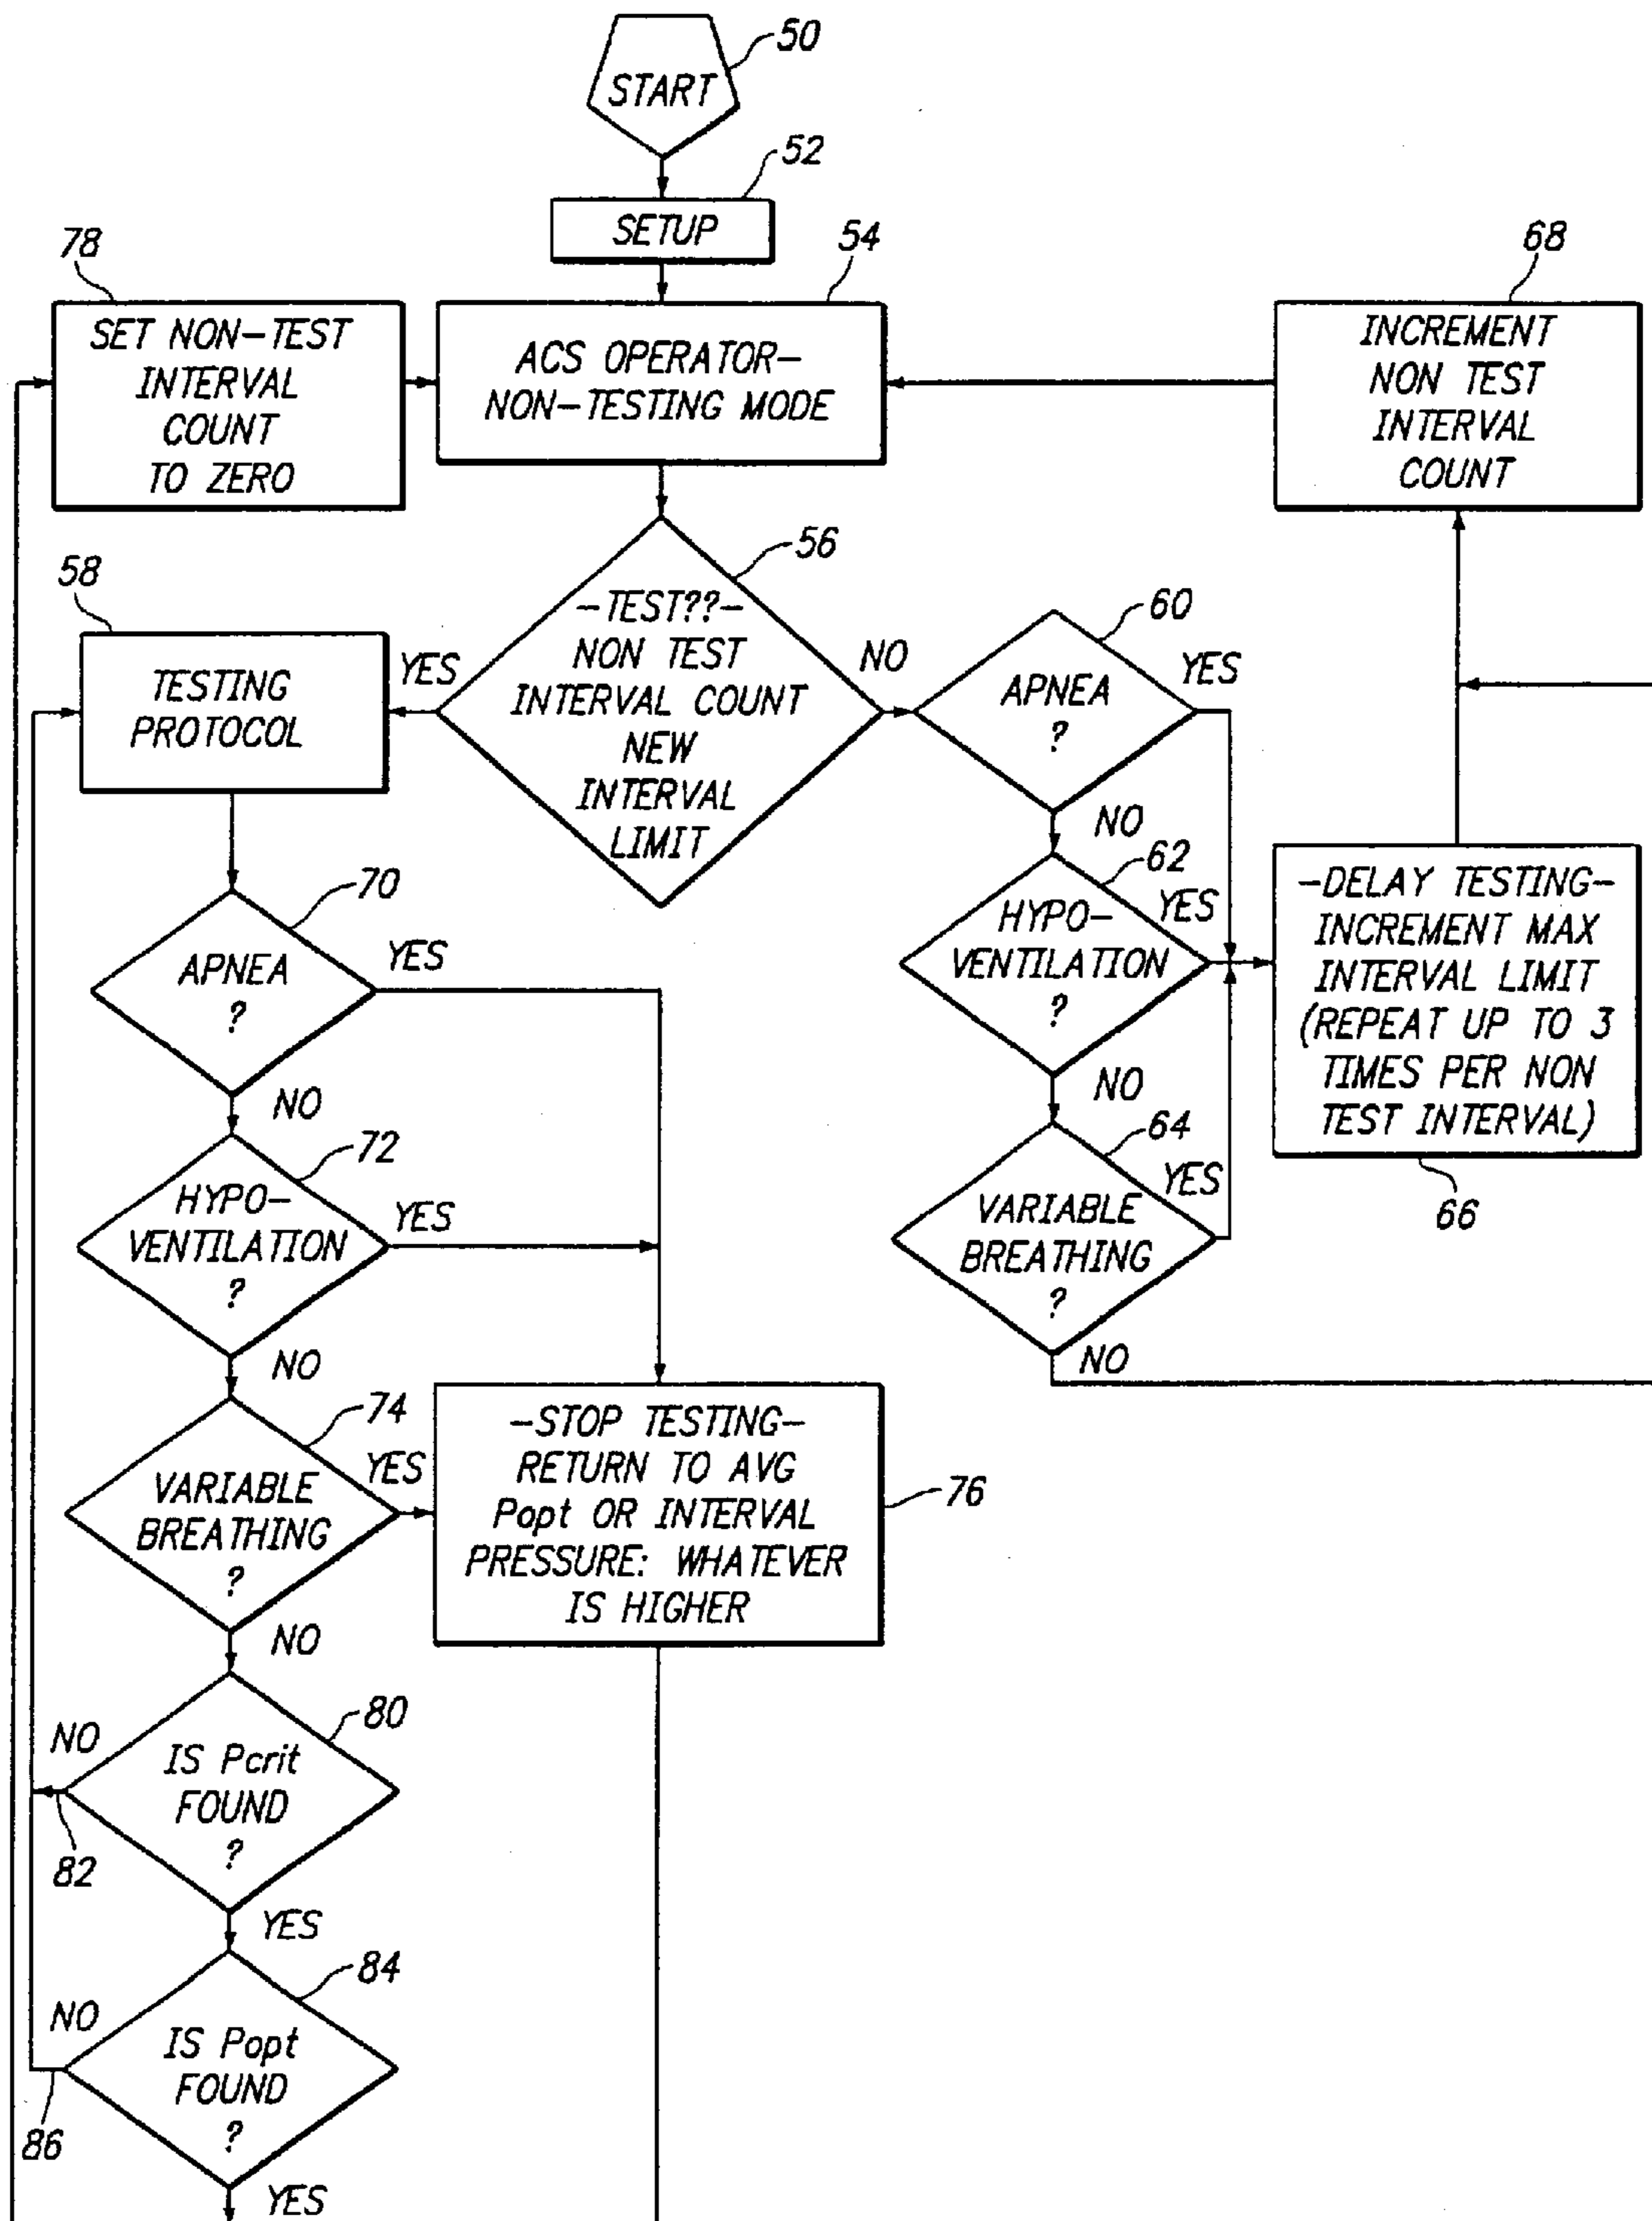 50
START
52
SETUP
78
SET NON-TEST
INTERVAL
COUNT
TO ZERO
54
ACS OPERATOR-
NON-TESTING MODE
68
INCREMENT
NON TEST
INTERVAL
COUNT
56
-TEST??-
NON TEST
INTERVAL COUNT
NEW
INTERVAL
LIMIT
YES
NO
58
TESTING
PROTOCOL
60
APNEA
?
YES
NO
62
HYPO-
VENTILATION
?
YES
NO
64
VARIABLE
BREATHING
?
YES
NO
-DELAY TESTING-
INCREMENT MAX
INTERVAL LIMIT
(REPEAT UP TO 3
TIMES PER NON
TEST INTERVAL)
66
70
APNEA
?
YES
NO
72
HYPO-
VENTILATION
?
YES
NO
74
VARIABLE
BREATHING
?
YES
NO
-STOP TESTING-
RETURN TO AVG
Popt OR INTERVAL
PRESSURE: WHATEVER
IS HIGHER
76
80
IS Pcrit
FOUND
?
NO
82
YES
84
IS Popt
FOUND
?
NO
86
YES